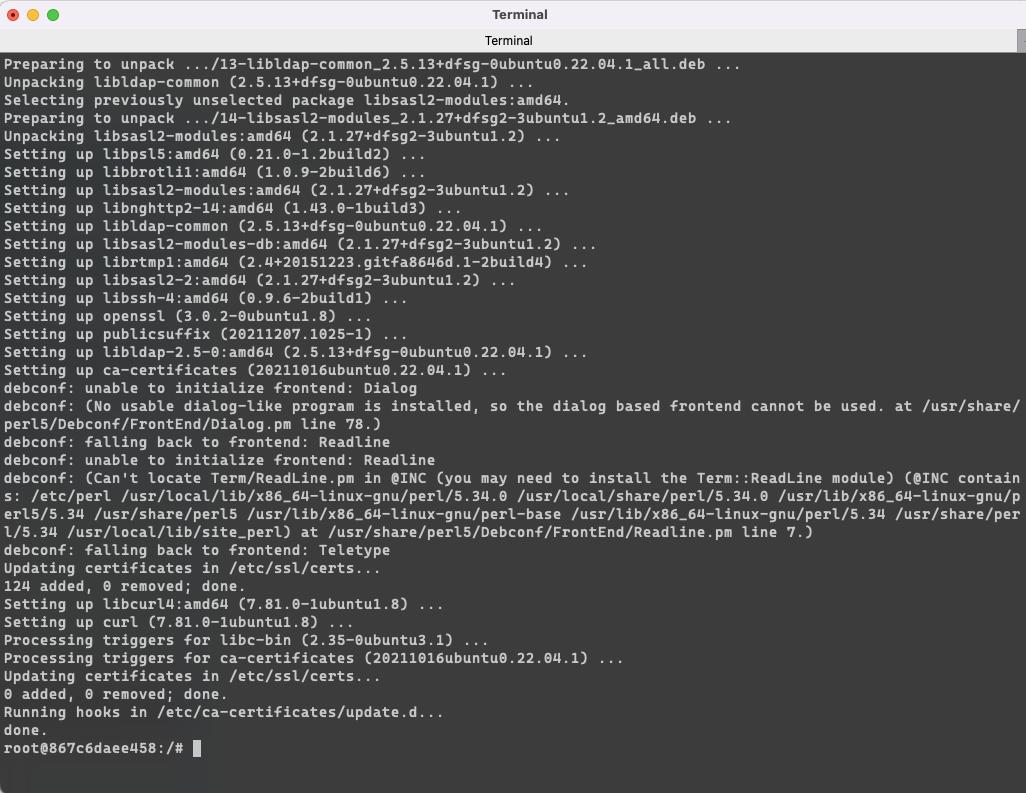 Terminal
Terminal
Preparing to unpack .../13-libldap-common_2.5.13+dfsg-0ubuntu0.22.04.1_all.deb ...
Unpacking libldap-common (2.5.13+dfsg-0ubuntu0.22.04.1) ...
Selecting previously unselected package libsasl2-modules:amd64.
Preparing to unpack .../14-libsasl2-modules_2.1.27+dfsg2-3ubuntu1.2_amd64.deb ...
Unpacking libsasl2-modules:amd64 (2.1.27+dfsg2-3ubuntu1.2) ...
Setting up libpsl5:amd64 (0.21.0-1.2build2) ...
Setting up libbrotli1:amd64 (1.0.9-2build6) ...
Setting up libsasl2-modules:amd64 (2.1.27+dfsg2-3ubuntu1.2) ...
Setting up libnghttp2-14:amd64 (1.43.0-1build3) ...
Setting up libldap-common (2.5.13+dfsg-0ubuntu0.22.04.1) ...
Setting up libsasl2-modules-db:amd64 (2.1.27+dfsg2-3ubuntu1.2) ...
Setting up librtmp1:amd64 (2.4+20151223.gitfa8646d.1-2build4) ...
Setting up libsasl2-2:amd64 (2.1.27+dfsg2-3ubuntu1.2) ...
Setting up libssh-4:amd64 (0.9.6-2build1) ...
Setting up openssl (3.0.2-0ubuntu1.8) ...
Setting up publicsuffix (20211207.1025-1) ...
Setting up libldap-2.5-0:amd64 (2.5.13+dfsg-0ubuntu0.22.04.1) ...
Setting up ca-certificates (20211016ubuntu0.22.04.1) ...
debconf: unable to initialize frontend: Dialog
debconf: (No usable dialog-like program is installed, so the dialog based frontend cannot be used. at /usr/share/
perl5/Debconf/FrontEnd/Dialog.pm line 78.)
debconf: falling back to frontend: Readline
debconf: unable to initialize frontend: Readline
debconf: (Can't locate Term/ReadLine.pm in @INC (you may need to install the Term::ReadLine module) (@INC contain
s: /etc/perl /usr/local/lib/x86_64-linux-gnu/perl/5.34.0 /usr/local/share/perl/5.34.0 /usr/lib/x86_64-linux-gnu/p
erl5/5.34 /usr/share/perl5 /usr/lib/x86_64-linux-gnu/perl-base /usr/lib/x86_64-linux-gnu/perl/5.34 /usr/share/per
l/5.34 /usr/local/lib/site_perl) at /usr/share/perl5/Debconf/FrontEnd/Readline.pm line 7.)
debconf: falling back to frontend: Teletype
Updating certificates in /etc/ssl/certs...
124 added, 0 removed; done.
Setting up libcurl4:amd64 (7.81.0-1ubuntu1.8) ...
Setting up curl (7.81.0-1ubuntu1.8) ...
Processing triggers for libc-bin (2.35-0ubuntu3.1) ...
Processing triggers for ca-certificates (20211016ubuntu0.22.04.1) ...
Updating certificates in /etc/ssl/certs...
0 added, 0 removed; done.
Running hooks in /etc/ca-certificates/update.d...
done.
root@867c6daee458:/#